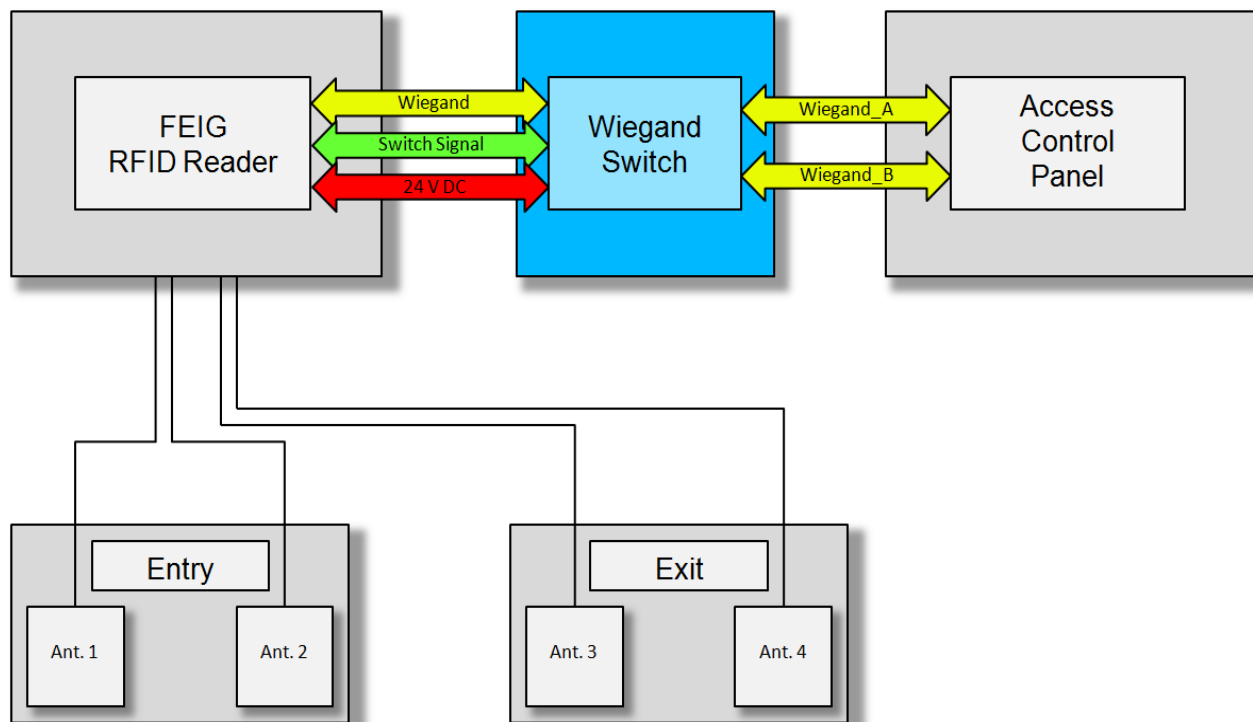 FEIG
RFID Reader
Wiegand
Switch Signal
24 V DC
Wiegand
Switch
Wiegand_A
Wiegand_B
Access
Control
Panel
Entry
Ant. 1
Ant. 2
Exit
Ant. 3
Ant. 4